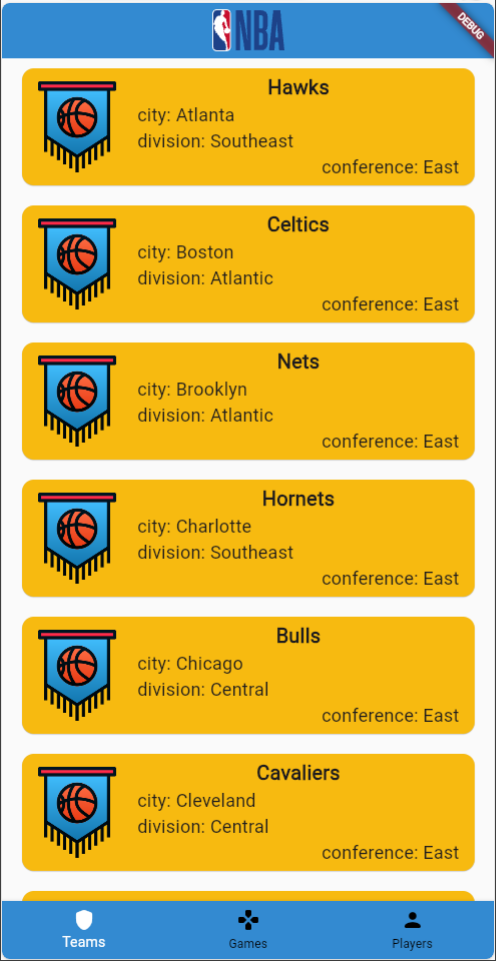 NBA
DEBUG
Hawks
city: Atlanta
division: Southeast
conference: East
Celtics
city: Boston
division: Atlantic
conference: East
Nets
city: Brooklyn
division: Atlantic
conference: East
Hornets
city: Charlotte
division: Southeast
conference: East
Bulls
city: Chicago
division: Central
conference: East
Cavaliers
city: Cleveland
division: Central
conference: East
Teams
Games
Players